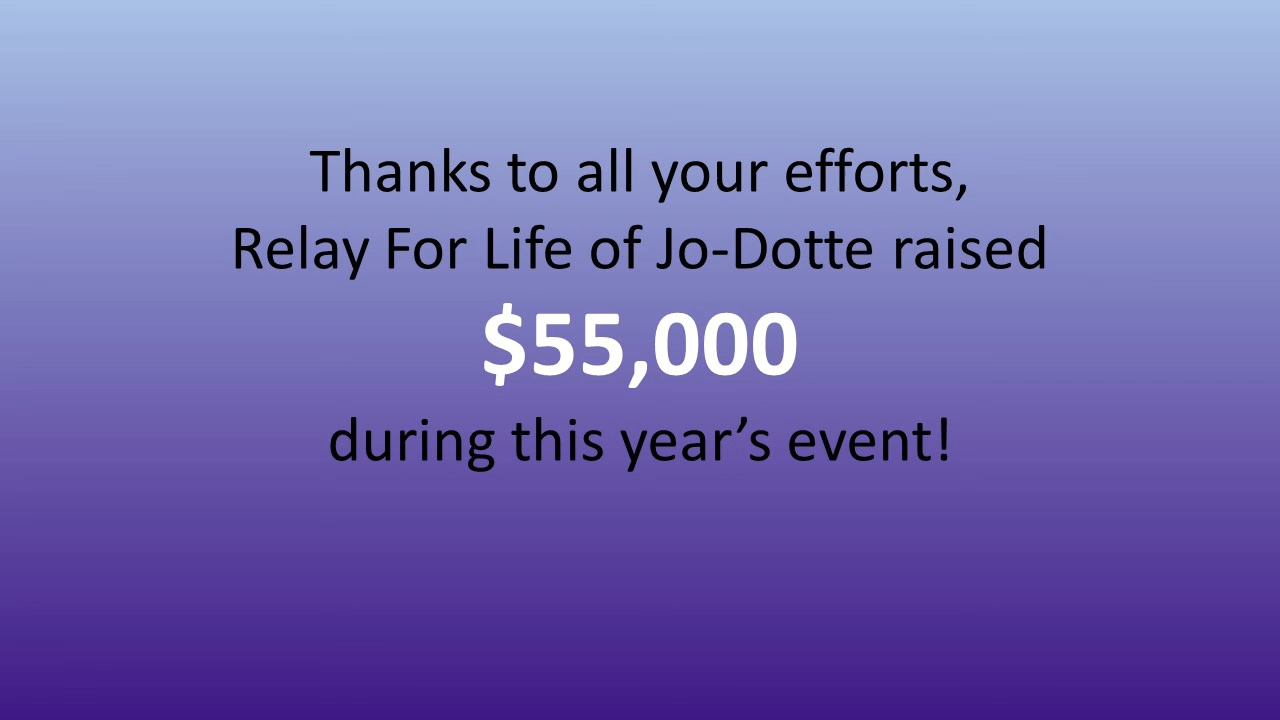 Thanks to all your efforts,
Relay For Life of Jo-Dotte raised
$55,000
during this year’s event!